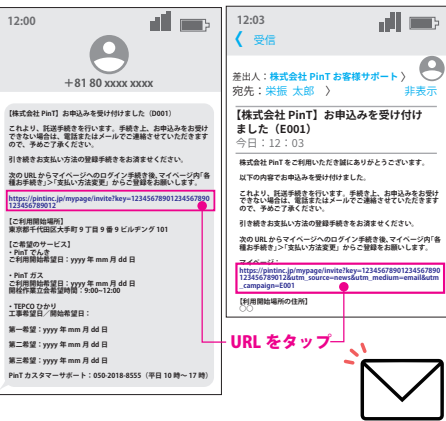 12:00
+81 80 xxxx xxxx
【株式会社 PinT】お申込みを受け付けました（D001）
これより、託送手続きを行います。手続き上、お申込みをお受け
できない場合は、電話またはメールでご連絡させていただきます
ので、予めご了承ください。
引き続きお支払い方法の登録手続きをお済ませください。
次の URL からマイページへのログイン手続き後、マイページ内「各
種お手続き」>「支払い方法変更」からご登録をお願いします。
https://pintinc.jp/mypage/invite?key=12345678901234567890
123456789012
【ご利用開始場所】
東京都千代田区大手町 9 丁目 9 番 9 ビルヂング 101
【ご希望のサービス】
・PinT でんき
ご利用開始希望日：yyyy 年 mm 月 dd 日
・PinT ガス
ご利用開始希望日：yyyy 年 mm 月 dd 日
開栓作業立会希望時間：9:00~12:00
・TEPCO ひかり
工事希望日／開始希望日：
第一希望：yyyy 年 mm 月 dd 日
第二希望：yyyy 年 mm 月 dd 日
第三希望：yyyy 年 mm 月 dd 日
PinT カスタマーサポート：050-2018-8555（平日 10 時～ 17 時）
12:03
受信
差出人：株式会社 PinT お客様サポート 〉
宛先：栄振 太郎 〉 非表示
【株式会社 PinT】お申込みを受け付け
ました（E001）
今日：12：03
株式会社 PinT をご利用いただき誠にありがとうございます。
以下の内容でお申込みを受け付けました。
これより、託送手続きを行います。手続き上、お申込みをお受け
できない場合は、電話またはメールでご連絡させていただきます
ので、予めご了承ください。
引き続きお支払い方法の登録手続きをお済ませください。
次の URL からマイページへのログイン手続き後、マイページ内「各
種お手続き」>「支払い方法変更」からご登録をお願いします。
マイページ：
https://pintinc.jp/mypage/invite?key=12345678901234567890
123456789012&utm_source=news&utm_medium=email&utm
_campaign=E001
【利用開始場所の住所】
○○
URL をタップ